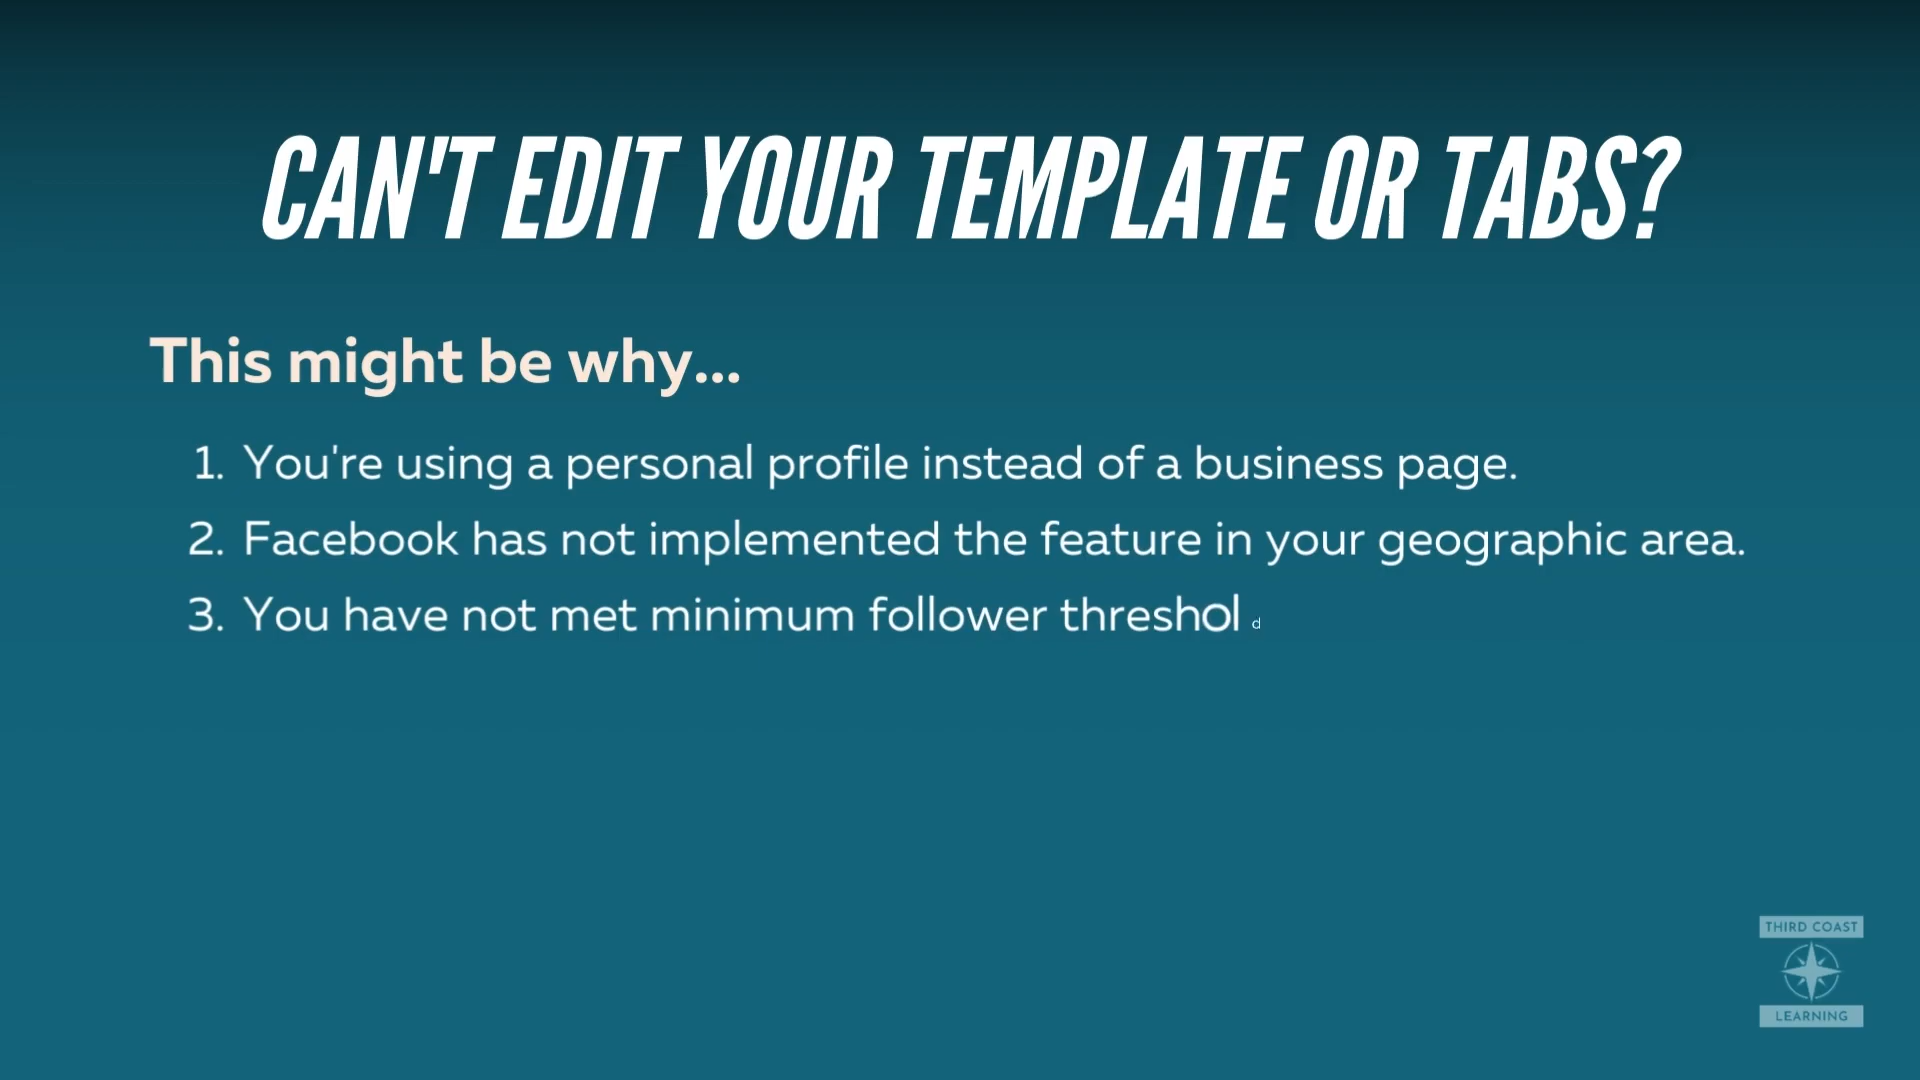 CAN'T EDIT YOUR TEMPLATE OR TABS?
This might be why...
1. You're using a personal profile instead of a business page.
2. Facebook has not implemented the feature in your geographic area.
3. You have not met minimum follower threshold
THIRD COAST
LEARNING